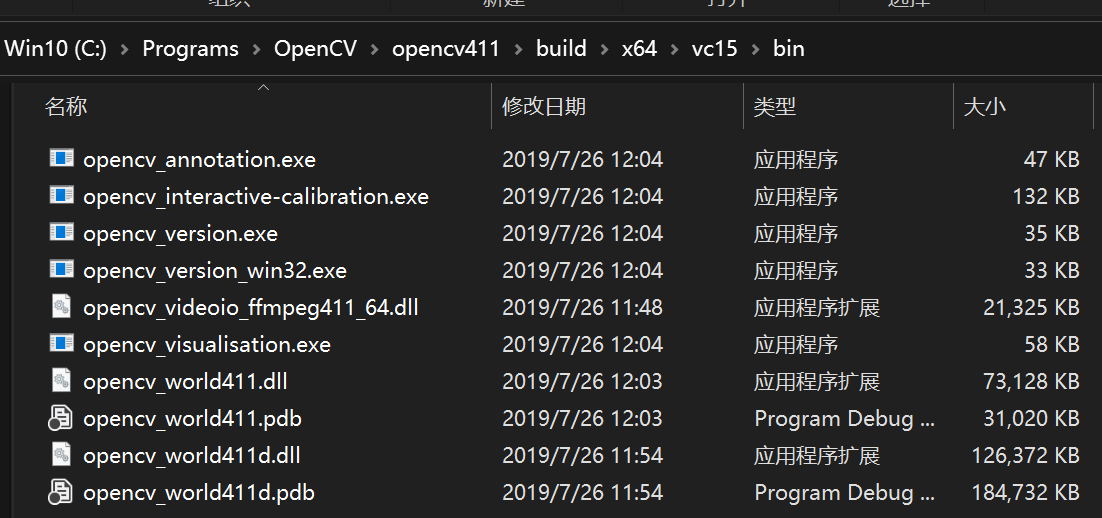 组织 新建 打开 选择
Win10 (C:) > Programs > OpenCV > opencv411 > build > x64 > vc15 > bin
名称 修改日期 类型 大小
opencv_annotation.exe 2019/7/26 12:04 应用程序 47 KB
opencv_interactive-calibration.exe 2019/7/26 12:04 应用程序 132 KB
opencv_version.exe 2019/7/26 12:04 应用程序 35 KB
opencv_version_win32.exe 2019/7/26 12:04 应用程序 33 KB
opencv_videoio_ffmpeg411_64.dll 2019/7/26 11:48 应用程序扩展 21,325 KB
opencv_visualisation.exe 2019/7/26 12:04 应用程序 58 KB
opencv_world411.dll 2019/7/26 12:03 应用程序扩展 73,128 KB
opencv_world411.pdb 2019/7/26 12:03 Program Debug ... 31,020 KB
opencv_world411d.dll 2019/7/26 11:54 应用程序扩展 126,372 KB
opencv_world411d.pdb 2019/7/26 11:54 Program Debug ... 184,732 KB